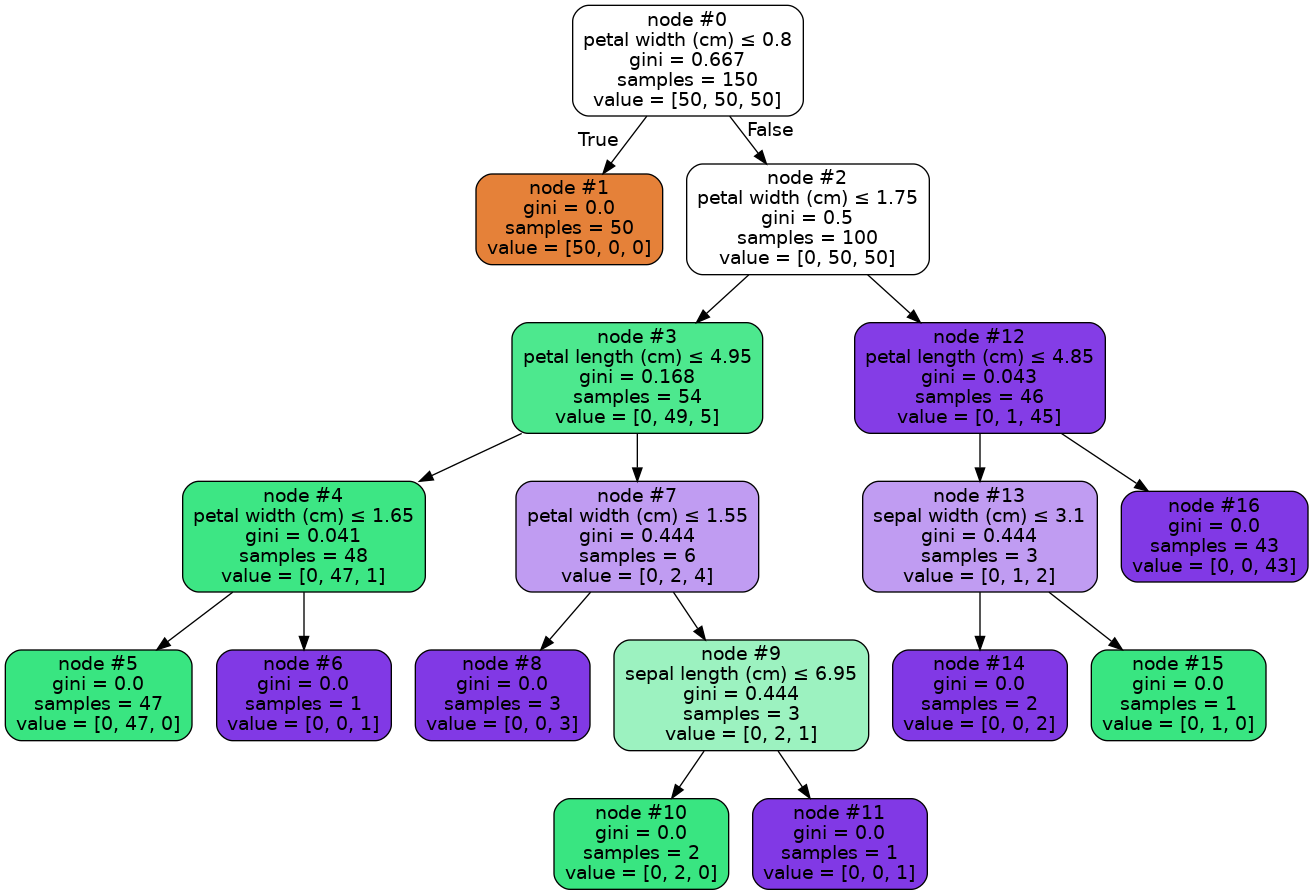 node #0
petal width (cm) ≤ 0.8
gini = 0.667
samples = 150
value = [50, 50, 50]
True
False
node #1
gini = 0.0
samples = 50
value = [50, 0, 0]
node #2
petal width (cm) ≤ 1.75
gini = 0.5
samples = 100
value = [0, 50, 50]
node #3
petal length (cm) ≤ 4.95
gini = 0.168
samples = 54
value = [0, 49, 5]
node #12
petal length (cm) ≤ 4.85
gini = 0.043
samples = 46
value = [0, 1, 45]
node #4
petal width (cm) ≤ 1.65
gini = 0.041
samples = 48
value = [0, 47, 1]
node #7
petal width (cm) ≤ 1.55
gini = 0.444
samples = 6
value = [0, 2, 4]
node #13
sepal width (cm) ≤ 3.1
gini = 0.444
samples = 3
value = [0, 1, 2]
node #16
gini = 0.0
samples = 43
value = [0, 0, 43]
node #5
gini = 0.0
samples = 47
value = [0, 47, 0]
node #6
gini = 0.0
samples = 1
value = [0, 0, 1]
node #8
gini = 0.0
samples = 3
value = [0, 0, 3]
node #9
sepal length (cm) ≤ 6.95
gini = 0.444
samples = 3
value = [0, 2, 1]
node #14
gini = 0.0
samples = 2
value = [0, 0, 2]
node #15
gini = 0.0
samples = 1
value = [0, 1, 0]
node #10
gini = 0.0
samples = 2
value = [0, 2, 0]
node #11
gini = 0.0
samples = 1
value = [0, 0, 1]